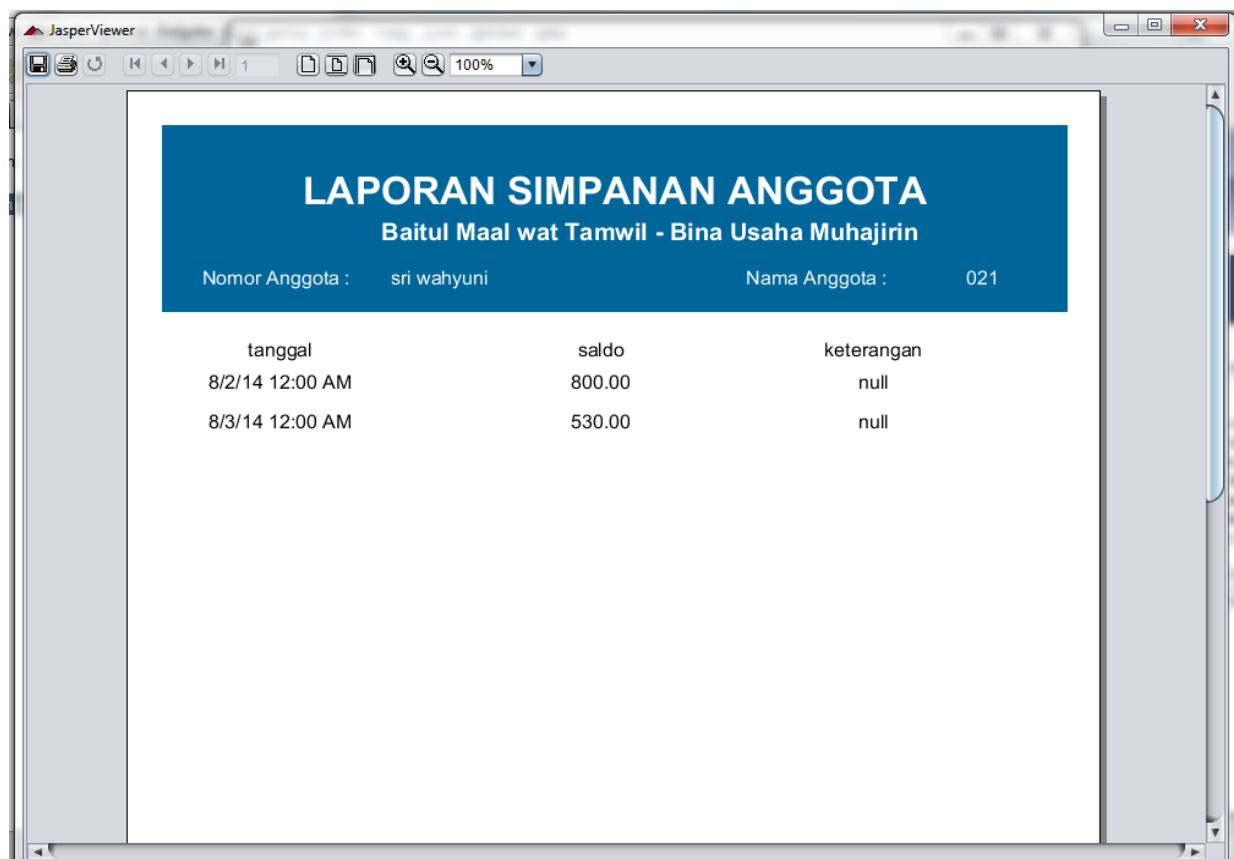 JasperViewer
1 100%
LAPORAN SIMPANAN ANGGOTA
Baitul Maal wat Tamwil - Bina Usaha Muhajirin
Nomor Anggota : sri wahyuni Nama Anggota : 021
tanggal saldo keterangan
8/2/14 12:00 AM 800.00 null
8/3/14 12:00 AM 530.00 null